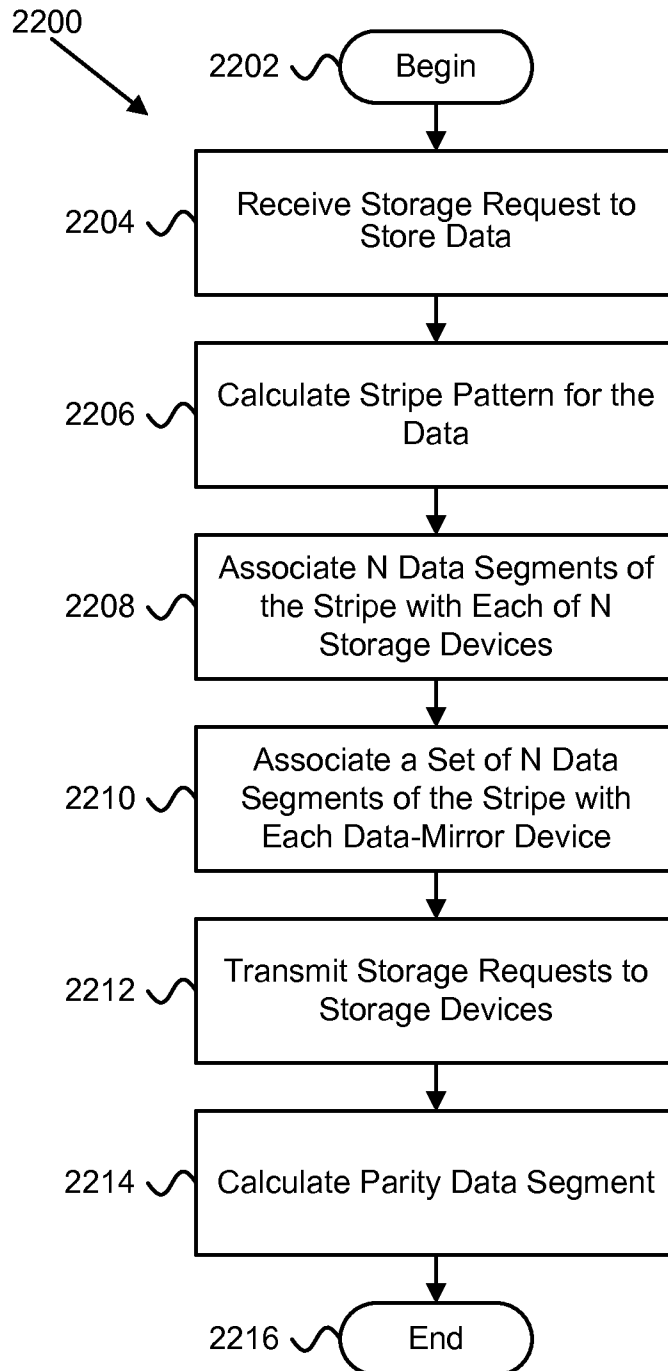 2200
2202
Begin
2204
Receive Storage Request to
Store Data
2206
Calculate Stripe Pattern for the
Data
2208
Associate N Data Segments of
the Stripe with Each of N
Storage Devices
2210
Associate a Set of N Data
Segments of the Stripe with
Each Data-Mirror Device
2212
Transmit Storage Requests to
Storage Devices
2214
Calculate Parity Data Segment
2216
End